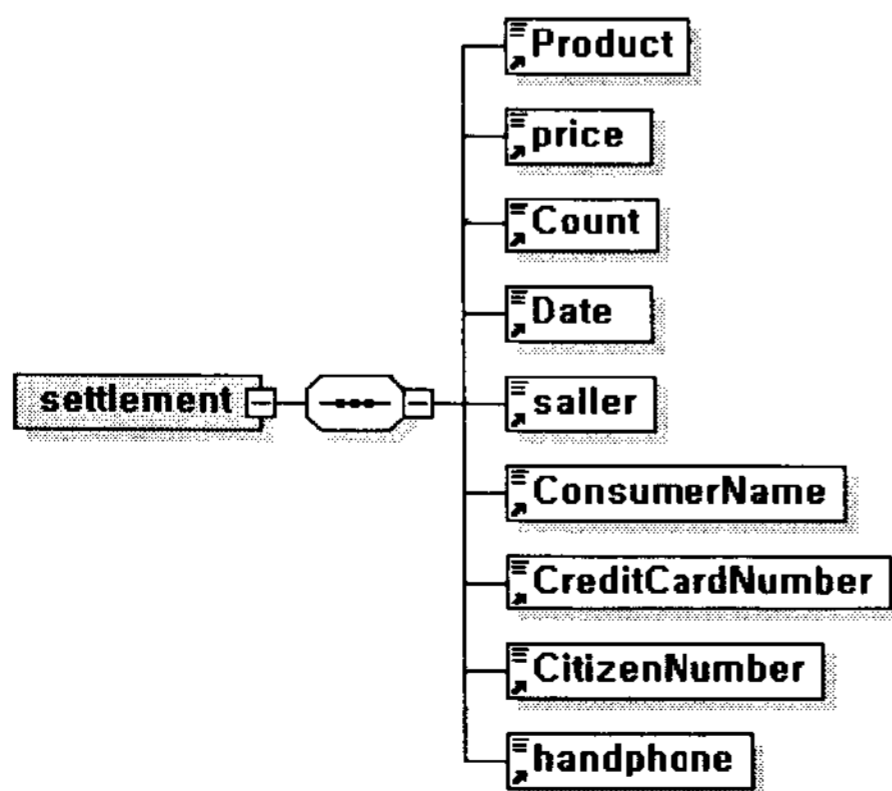 Product
price
Count
Date
settlement
saller
ConsumerName
CreditCardNumber
CitizenNumber
handphone